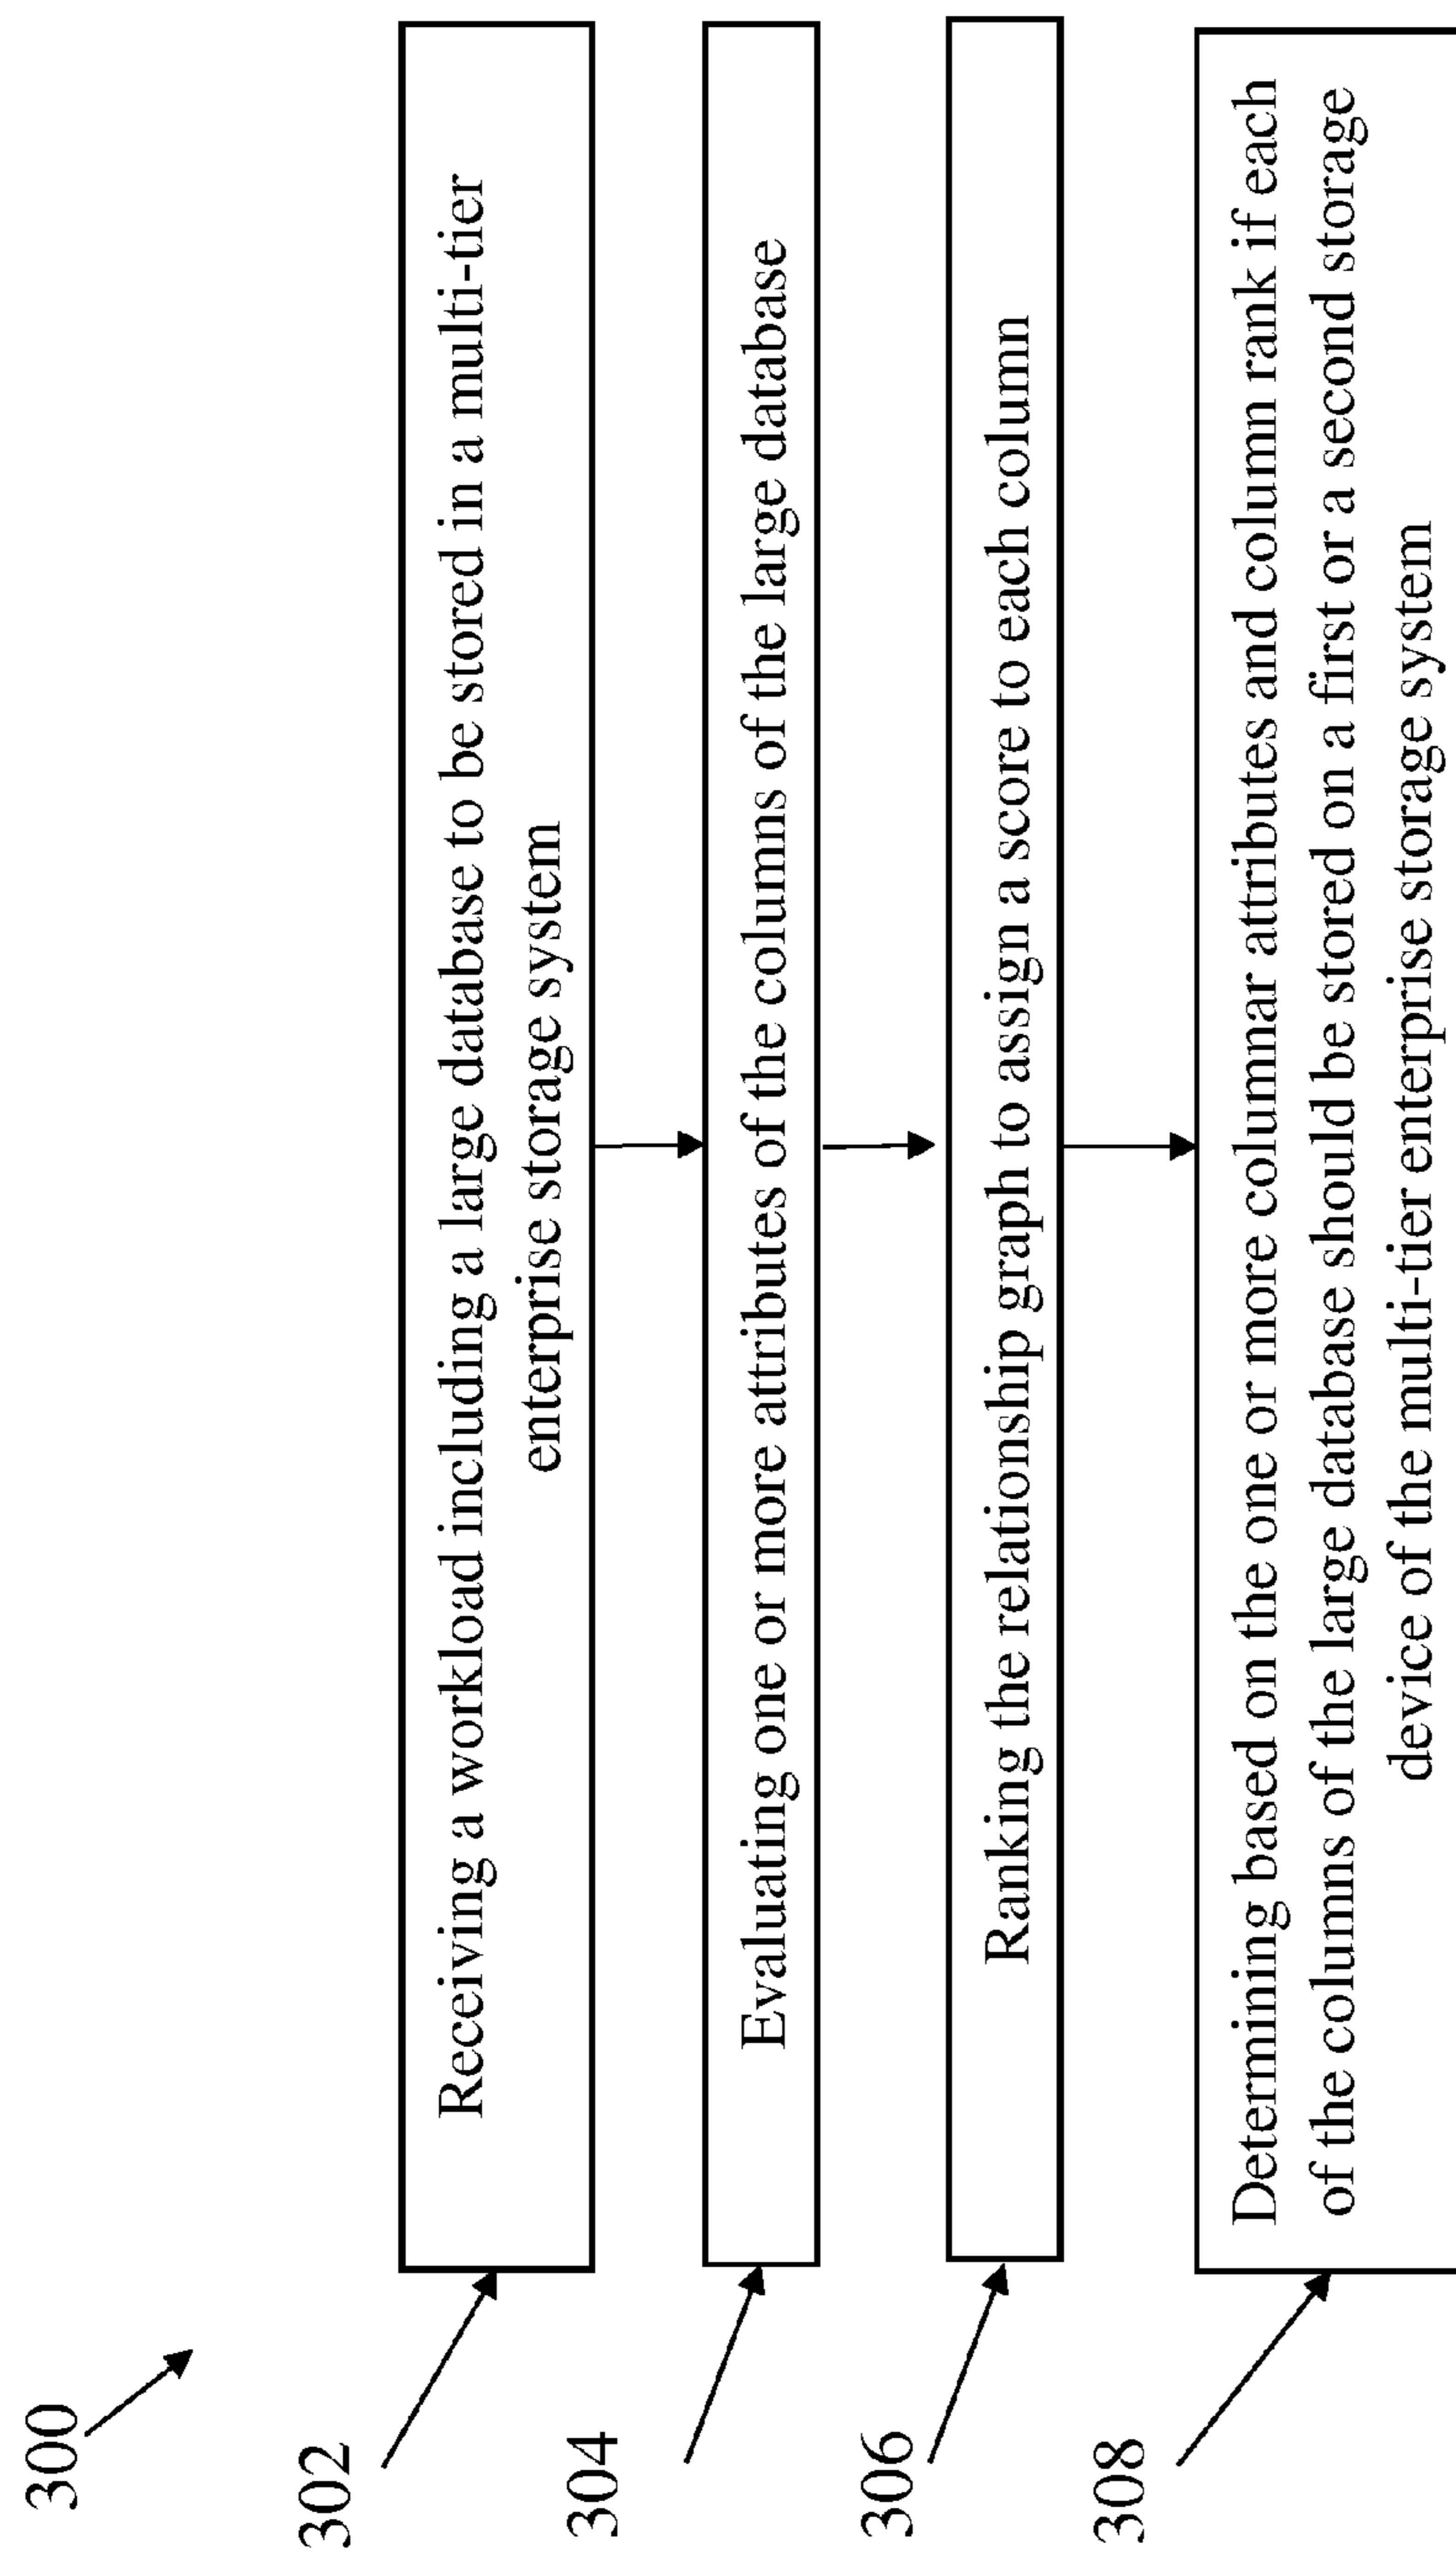 300
302
Receiving a workload including a large database to be stored in a multi-tier
enterprise storage system
304
Evaluating one or more attributes of the columns of the large database
306
Ranking the relationship graph to assign a score to each column
308
Determining based on the one or more columnar attributes and column rank if each
of the columns of the large database should be stored on a first or a second storage
device of the multi-tier enterprise storage system